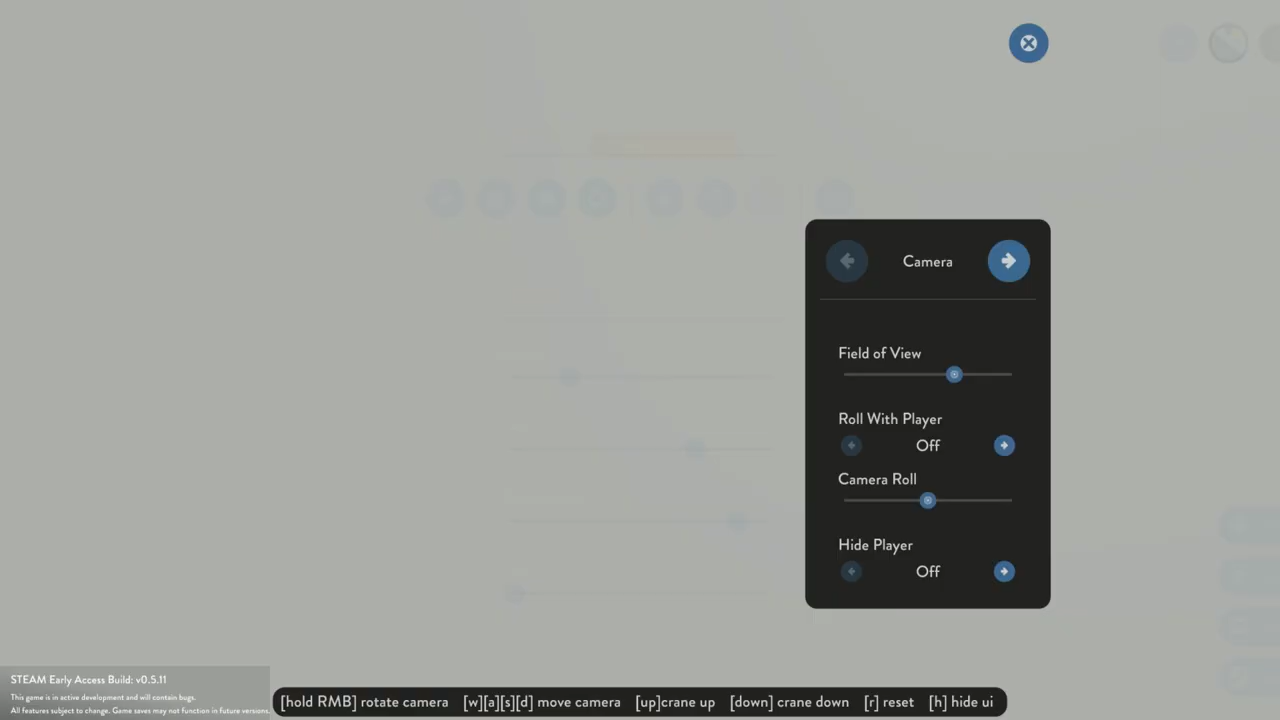 Camera
Field of View
Roll With Player
Off
Camera Roll
Hide Player
Off
STEAM Early Access Build: v0.5.11
This game is in active development and will contain bugs.
All features subject to change. Game saves may not function in future versions.
[hold RMB] rotate camera [w][a][s][d] move camera [up]crane up [down] crane down [r] reset [h] hide ui